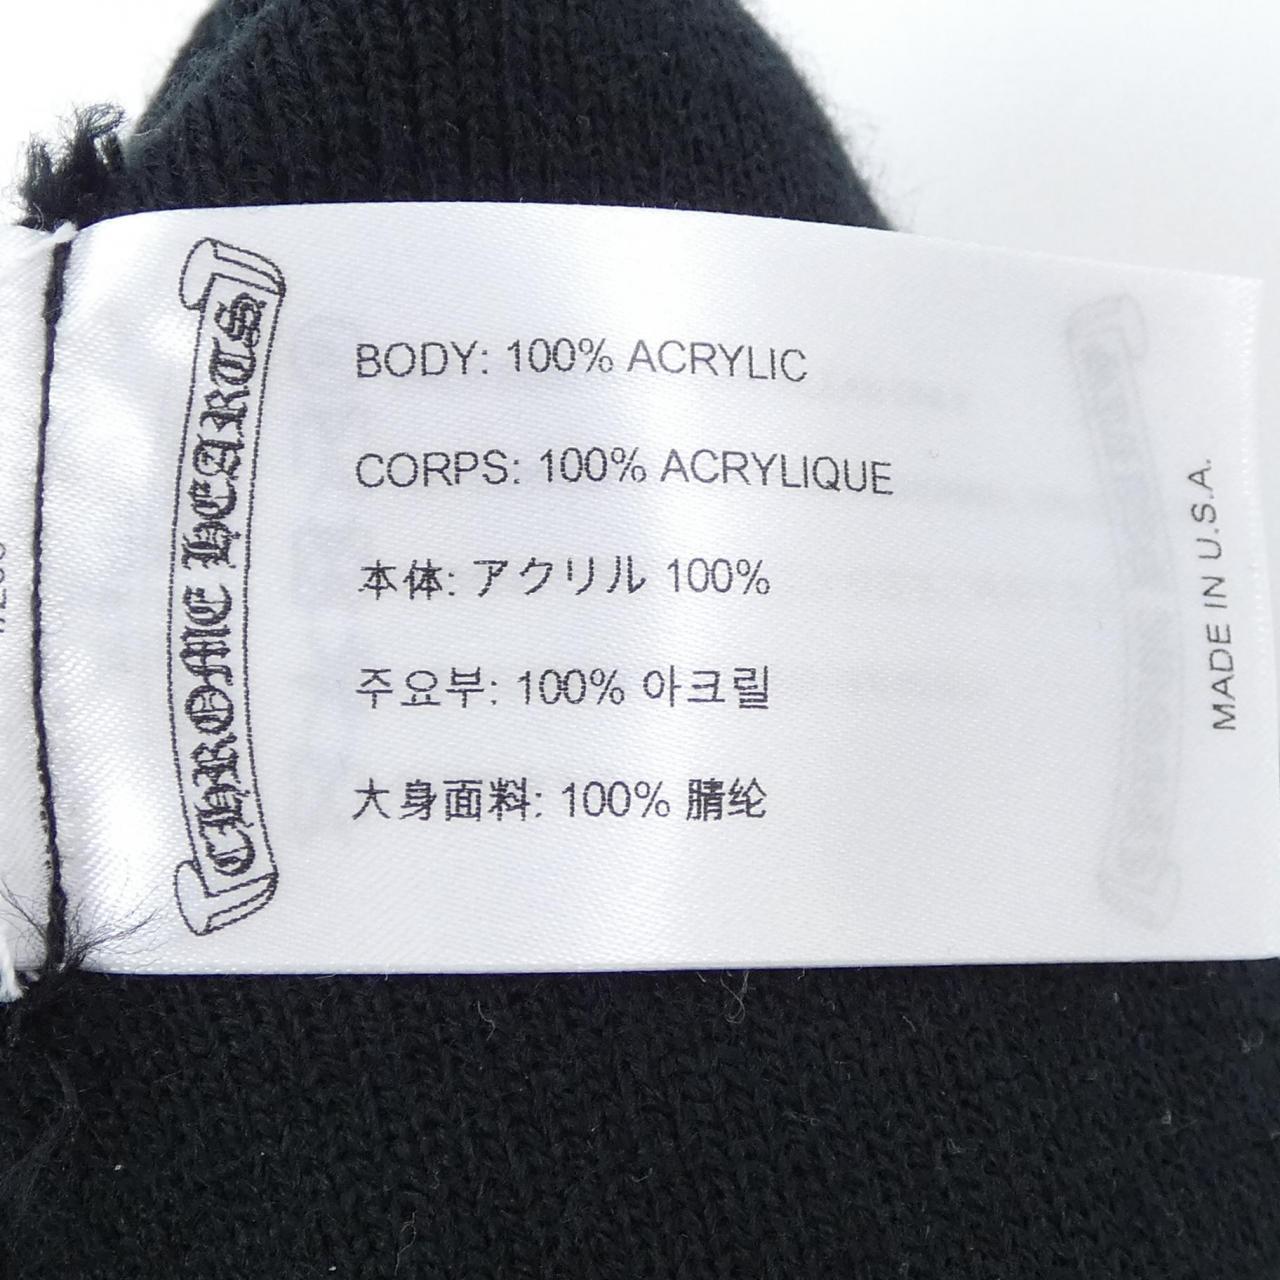 CHROME HEARTS
BODY: 100% ACRYLIC
CORPS: 100% ACRYLIQUE
本体: アクリル 100%
주요부: 100% 아크릴
大身面料: 100% 腈纶
MADE IN U.S.A.